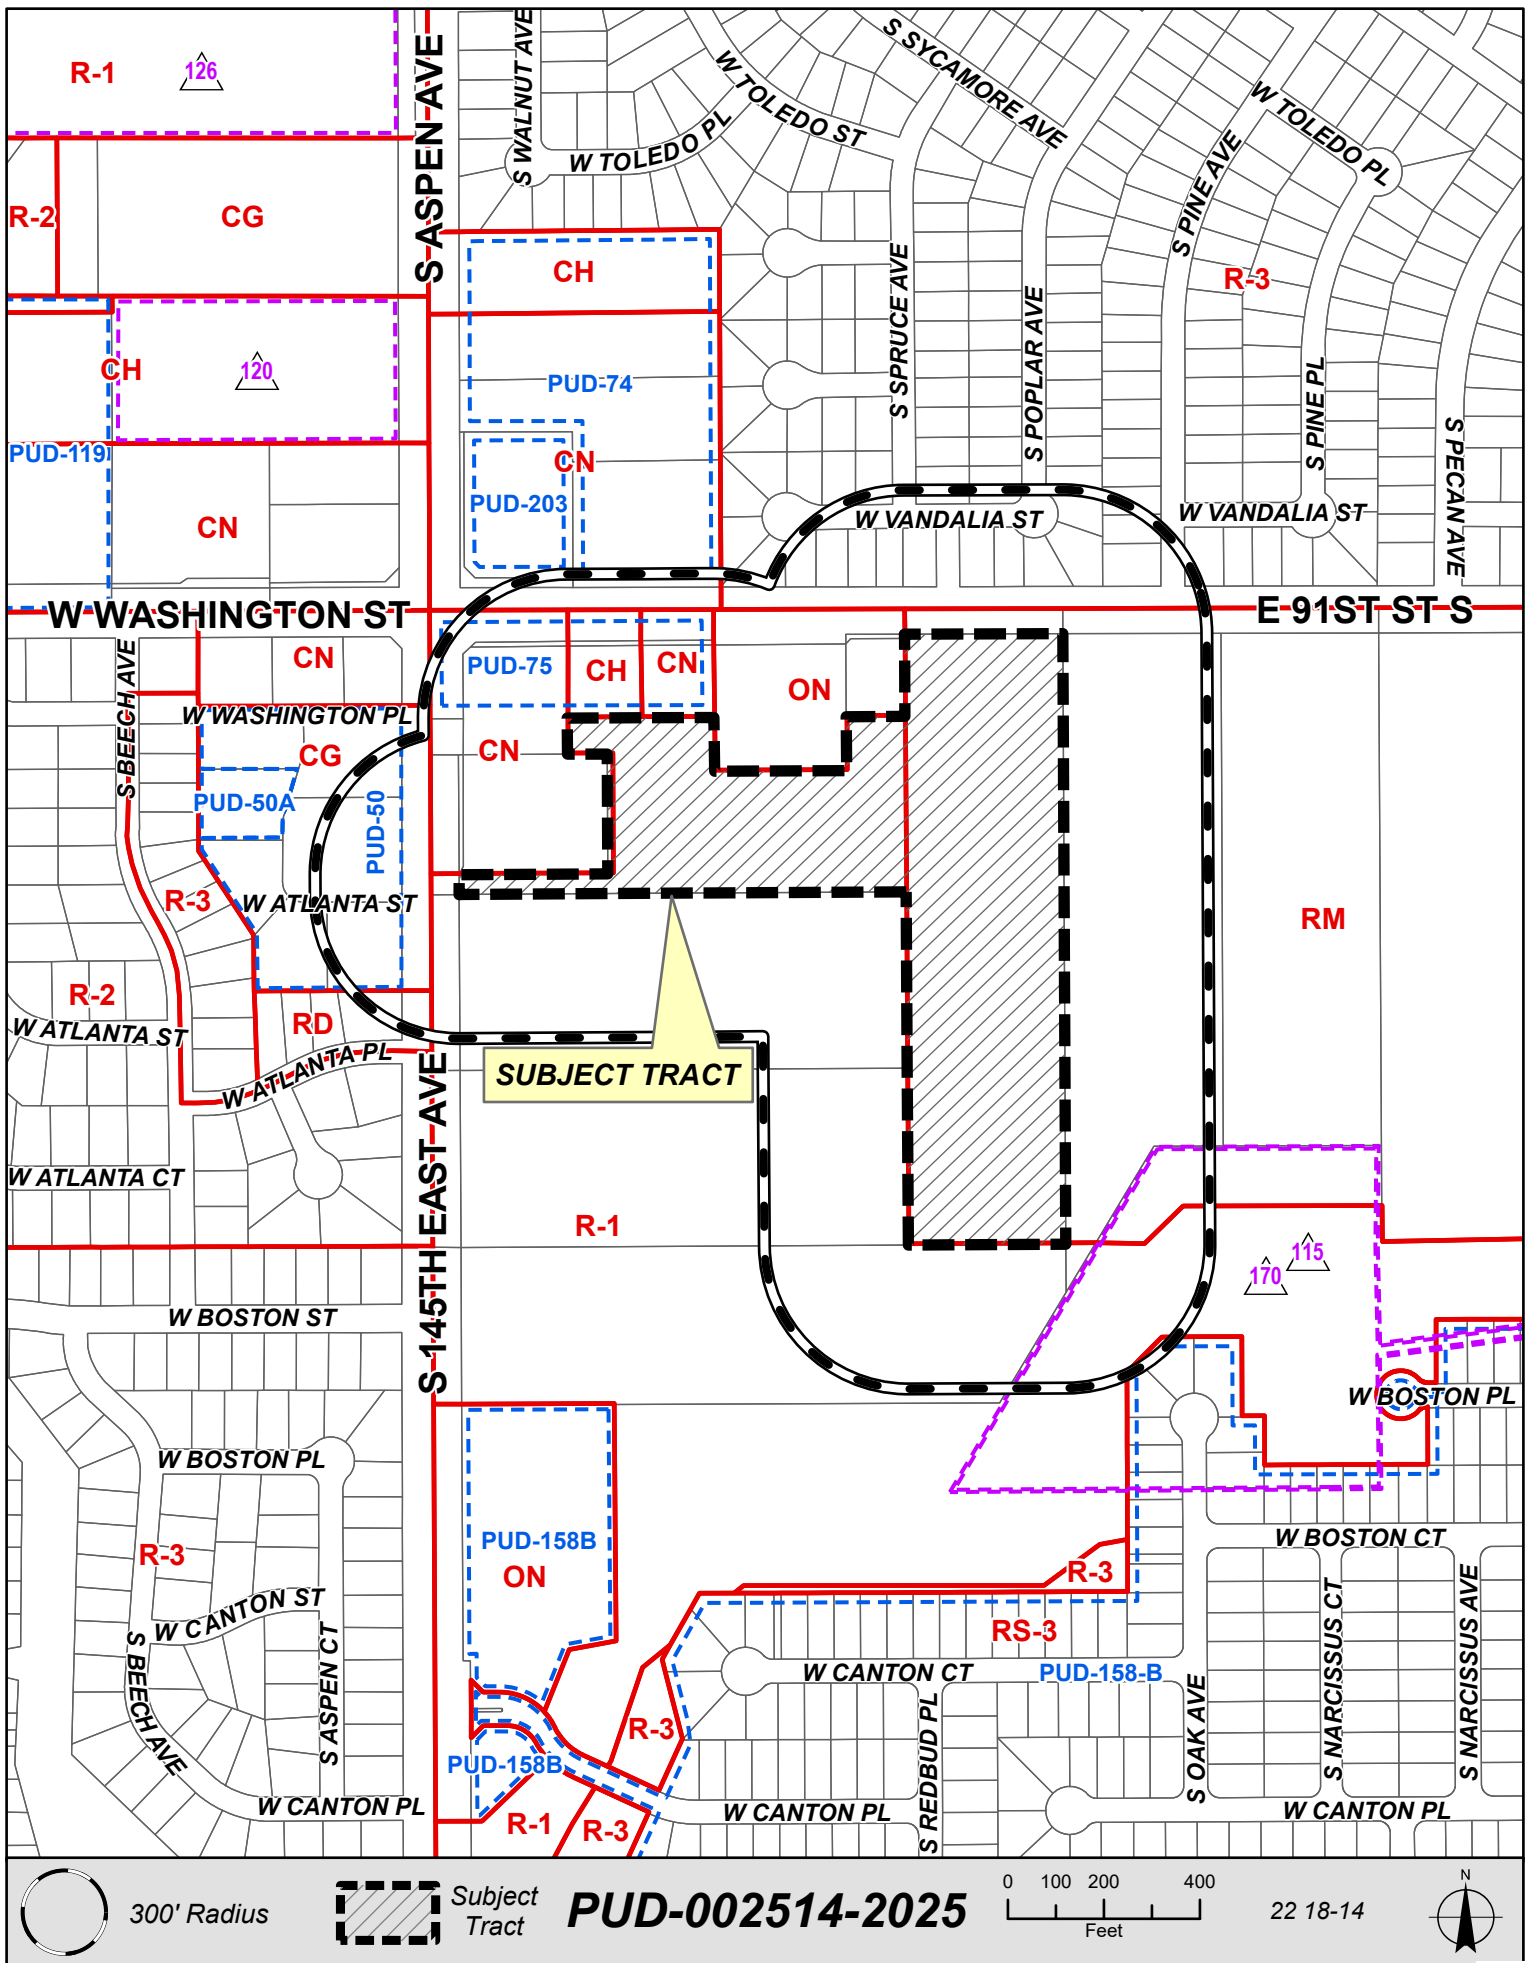 R-1
126
S ASPEN AVE
S WALNUT AVE
W TOLEDO PL
W TOLEDO ST
S SYCAMORE AVE
W TOLEDO PL
S PINE AVE
R-2
CG
CH
R-3
S SPRUCE AVE
S POPLAR AVE
S PINE PL
S PECAN AVE
CH
120
PUD-74
PUD-119
CN
PUD-203
CN
W VANDALIA ST
W VANDALIA ST
W WASHINGTON ST
E 91ST ST S
S BEECH AVE
CN
PUD-75
CH
CN
ON
W WASHINGTON PL
CG
CN
PUD-50A
PUD-50
R-3
W ATLANTA ST
RM
R-2
W ATLANTA ST
RD
W ATLANTA PL
SUBJECT TRACT
S 145TH EAST AVE
W ATLANTA CT
R-1
115
170
W BOSTON ST
W BOSTON PL
W BOSTON PL
PUD-158B
ON
W BOSTON CT
R-3
R-3
W CANTON ST
S BEECH AVE
S ASPEN CT
RS-3
W CANTON CT
PUD-158-B
S REDBUD PL
S OAK AVE
S NARCISSUS CT
S NARCISSUS AVE
R-3
PUD-158B
W CANTON PL
R-1
R-3
W CANTON PL
W CANTON PL
300' Radius
Subject
Tract
PUD-002514-2025
0 100 200 400
Feet
22 18-14
N